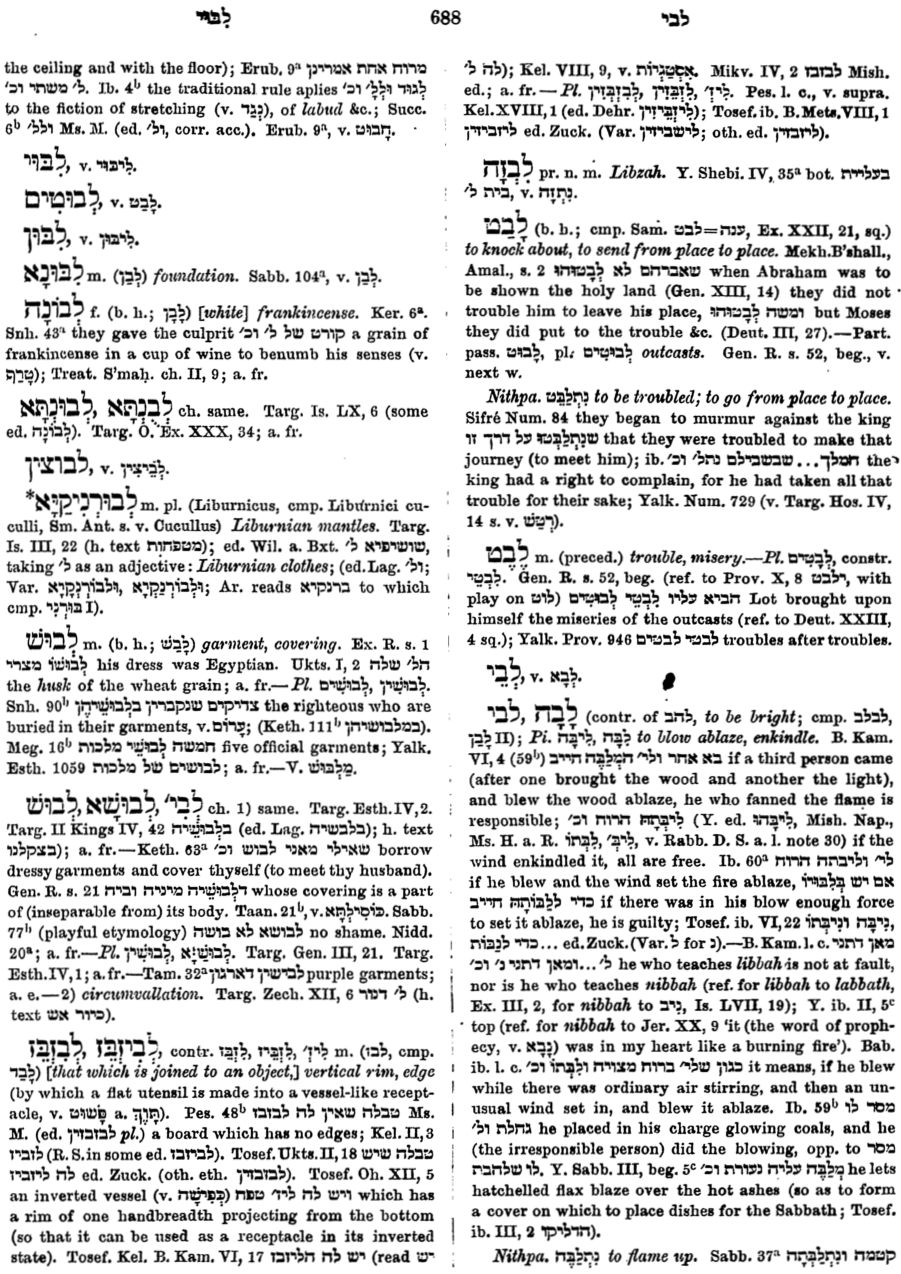 לִבּוּי 688 לבי
the ceiling and with the floor); Erub. 9ª מרוח אחת אמרינן
לְגוּד וּלְלָ׳ וכ׳ the traditional rule aplies ל׳ משתי וכ׳. Ib. 4ᵇ
to the fiction of stretching (v. נְגַד), of labud &c.; Succ.
6ᵇ ולל׳ Ms. M. (ed. ול׳, corr. acc.). Erub. 9ª, v. חָבוּט.
לִבּוּי, v. לִיבּוּי.
לְבוּטִים, v. לָבַט.
לִבּוּן, v. לִיבּוּן.
לִבּוּנָא m. (לְבַן) foundation. Sabb. 104ª, v. לְבַן.
לְבוֹנָה f. (b. h.; לָבָן) [white] frankincense. Ker. 6ª.
Snh. 43ª they gave the culprit קורט של ל׳ וכ׳ a grain of
frankincense in a cup of wine to benumb his senses (v.
טָרַף); Treat. S'maḥ. ch. II, 9; a. fr.
לְבוּנְתָּא, לְבֻנְתָּא ch. same. Targ. Is. LX, 6 (some
ed. לְבוֹנָה). Targ. O. Ex. XXX, 34; a. fr.
לבוצין, v. לְבֵּיצִין.
*לְבוּרְנִיקַיָּא m. pl. (Liburnicus, cmp. Liburnici cu-
culli, Sm. Ant. s. v. Cucullus) Liburnian mantles. Targ.
Is. III, 22 (h. text מטפחות); ed. Wil. a. Bxt. שושיפיא ל׳,
taking ל׳ as an adjective: Liburnian clothes; (ed. Lag. ול׳;
Var. וּלְבוֹרְנַקְיָא, וּלְבוֹרְנְקְיָא; Ar. reads ברנקיא to which
cmp. בּוּרְנִי I).
לְבוּשׁ m. (b. h.; לָבַשׁ) garment, covering. Ex. R. s. 1
לְבוּשׁוֹ מצרי his dress was Egyptian. Ukts. I, 2 הל׳ שלה
the husk of the wheat grain; a. fr.—Pl. לְבוּשִׁים, לְבוּשִׁין.
Snh. 90ᵇ צדיקים שנקברין בלבושיהן the righteous who are
buried in their garments, v. עָרוֹם; (Keth. 111ᵇ במלבושיהן).
Meg. 16ᵇ חמשה לְבוּשֵׁי מלכות five official garments; Yalk.
Esth. 1059 לבושים של מלכות; a. fr.—V. מַלְבּוּשׁ.
לְבוּשׁ, לְבוּשָׁא, לְבִי׳ ch. 1) same. Targ. Esth. IV, 2.
Targ. II Kings IV, 42 בלבושיה (ed. Lag. בלבשיה); h. text
בצקלנו); a. fr.—Keth. 63ª שאילי מאני לבוש וכ׳ borrow
dressy garments and cover thyself (to meet thy husband).
Gen. R. s. 21 דלבושיה מיניה וביה whose covering is a part
of (inseparable from) its body. Taan. 21ᵇ, v. כּוּסִילְתָּא. Sabb.
77ᵇ (playful etymology) לבושא לא בושה no shame. Nidd.
20ª; a. fr.—Pl. לְבוּשַׁיָּא, לְבוּשִׁין. Targ. Gen. III, 21. Targ.
Esth. IV, 1; a. fr.—Tam. 32ª לבישין דארגון purple garments;
a. e.—2) circumvallation. Targ. Zech. XII, 6 ל׳ דנור (h.
text כיור אש).
לְבִיזְבֵּז, לְבִזְבֵּז, contr. לִיזְ׳, לְזְבִּיז, לְזְבֵּז m. (לבז, cmp.
לבד) [that which is joined to an object,] vertical rim, edge
(by which a flat utensil is made into a vessel-like recept-
acle, v. פָּשׁוּט a. תָּוֶךְ). Pes. 48ᵇ טבלה שאין לה לבזבז Ms.
M. (ed. לבזבזין pl.) a board which has no edges; Kel. II, 3
לזביז (R. S. in some ed. לביזבז). Tosef. Ukts. II, 18 טבלה שיש
לה ליזביז ed. Zuck. (oth. eth. לבזבזין). Tosef. Oh. XII, 5
an inverted vessel (v. כְּפִישָׁה) ויש לה ליז׳ טפח which has
a rim of one handbreadth projecting from the bottom
(so that it can be used as a receptacle in its inverted
state). Tosef. Kel. B. Kam. VI, 17 יש לה הליזבז (read יש
לה ל׳); Kel. VIII, 9, v. אִסְטְגִיּוֹת. Mikv. IV, 2 לבזבז Mish.
ed.; a. fr.—Pl. לְבִזְבְּזִין, לְזְבֵּזִין, לִיזְ׳. Pes. l. c., v. supra.
Kel. XVIII, 1 (ed. Dehr. לִיזְבֵּיזִין); Tosef. ib. B. Mets. VIII, 1
ליזבידין ed. Zuck. (Var. לישבידין; oth. ed. ליזבזין).
לִבְזָה pr. n. m. Libzah. Y. Shebi. IV, 35ª bot. בעליית
בית ל׳, v. נִתְזָה.
לָבַט (b. h.; cmp. Sam. לבט=ענה, Ex. XXII, 21, sq.)
to knock about, to send from place to place. Mekh. B'shall.,
Amal., s. 2 שאברהם לא לְבָטוּהוּ when Abraham was to
be shown the holy land (Gen. XIII, 14) they did not
trouble him to leave his place, ומשה לְבָטוּהוּ but Moses
they did put to the trouble &c. (Deut. III, 27).—Part.
pass. לָבוּט, pl. לְבוּטִים outcasts. Gen. R. s. 52, beg., v.
next w.
Nithpa. נִתְלַבֵּט to be troubled; to go from place to place.
Sifré Num. 84 they began to murmur against the king
שנתלבטו על דרך זו that they were troubled to make that
journey (to meet him); ib. המלך... שבשבילם נתל׳ וכ׳ the
king had a right to complain, for he had taken all that
trouble for their sake; Yalk. Num. 729 (v. Targ. Hos. IV,
14 s. v. רְטַשׁ).
לֶבֶט m. (preced.) trouble, misery.—Pl. לְבָטִים, constr.
לִבְטֵי. Gen. R. s. 52, beg. (ref. to Prov. X, 8 ילבט, with
play on לוט) הביא עליו לִבְטֵי לְבוּטִים Lot brought upon
himself the miseries of the outcasts (ref. to Deut. XXIII,
4 sq.); Yalk. Prov. 946 לבטי לבטים troubles after troubles.
לְבֵי, v. לְבָא.
לבי, לָבָה (contr. of להב, to be bright; cmp. לבלב,
לָבַן II); Pi. לִיבָּה, לִבָּה to blow ablaze, enkindle. B. Kam.
VI, 4 (59ᵇ) בא אחר ולי׳ הַמְלַבֶּה חייב if a third person came
(after one brought the wood and another the light),
and blew the wood ablaze, he who fanned the flame is
responsible; לִיבַּתָּה הרוח וכ׳ (Y. ed. לִיבָּהוּ, Mish. Nap.,
Ms. H. a. R. לִיבְּ׳, לִבַּתּוּ, v. Rabb. D. S. a. l. note 30) if the
wind enkindled it, all are free. Ib. 60ª לי׳ וליבתה הרוח
if he blew and the wind set the fire ablaze, אם יש בְּלִבּוּיוֹ
כדי לְלַבּוֹתָהּ חייב if there was in his blow enough force
to set it ablaze, he is guilty; Tosef. ib. VI, 22 נִיבָּה וְנִיבַּתּוּ,
כדי לְנַבּוֹת... ed. Zuck. (Var. ל for נ).—B. Kam. l. c. מאן דתני
ל׳...ומאן דתני נ׳ וכ׳ he who teaches libbah is not at fault,
nor is he who teaches nibbah (ref. for libbah to labbath,
Ex. III, 2, for nibbah to נִיב, Is. LVII, 19); Y. ib. II, 5ᶜ
top (ref. for nibbah to Jer. XX, 9 'it (the word of proph-
ecy, v. נָבָא) was in my heart like a burning fire'). Bab.
ib. l. c. כגון שלי׳ ברוח מצויה ולבתו וכ׳ it means, if he blew
while there was ordinary air stirring, and then an un-
usual wind set in, and blew it ablaze. Ib. 59ᵇ מסר לו
גחלת ול׳ he placed in his charge glowing coals, and he
(the irresponsible person) did the blowing, opp. to מסר
לו שלהבת. Y. Sabb. III, beg. 5ᶜ מְלַבֶּה עליה נעורת וכ׳ he lets
hatchelled flax blaze over the hot ashes (so as to form
a cover on which to place dishes for the Sabbath; Tosef.
ib. III, 2 הדליקו).
Nithpa. נִתְלַבֶּה to flame up. Sabb. 37ª קטמה ונִתְלַבְּתָה